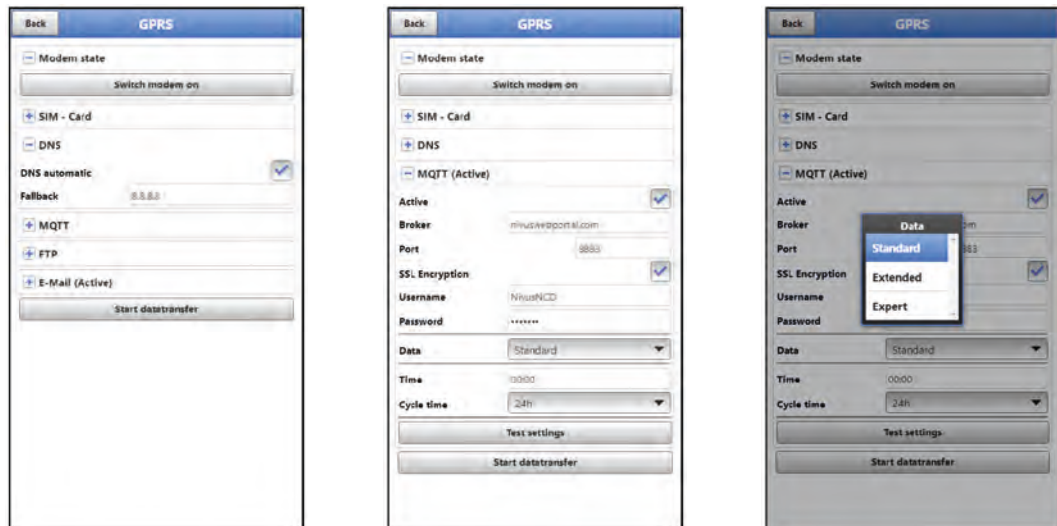 Back GPRS
Modem state
Switch modem on
SIM - Card
DNS
DNS automatic
Fallback 8.8.8.8
MQTT
FTP
E-Mail (Active)
Start datatransfer
Back GPRS
Modem state
Switch modem on
SIM - Card
DNS
MQTT (Active)
Active
Broker nivuswebportal.com
Port 8883
SSL Encryption
Username NivusNCD
Password •••••••
Data Standard
Time 00:00
Cycle time 24h
Test settings
Start datatransfer
Back GPRS
Modem state
Switch modem on
SIM - Card
DNS
MQTT (Active)
Active
Broker om
Data
Port 883
Standard
SSL Encryption
Extended
Username
Expert
Password
Data Standard
Time 00:00
Cycle time 24h
Test settings
Start datatransfer